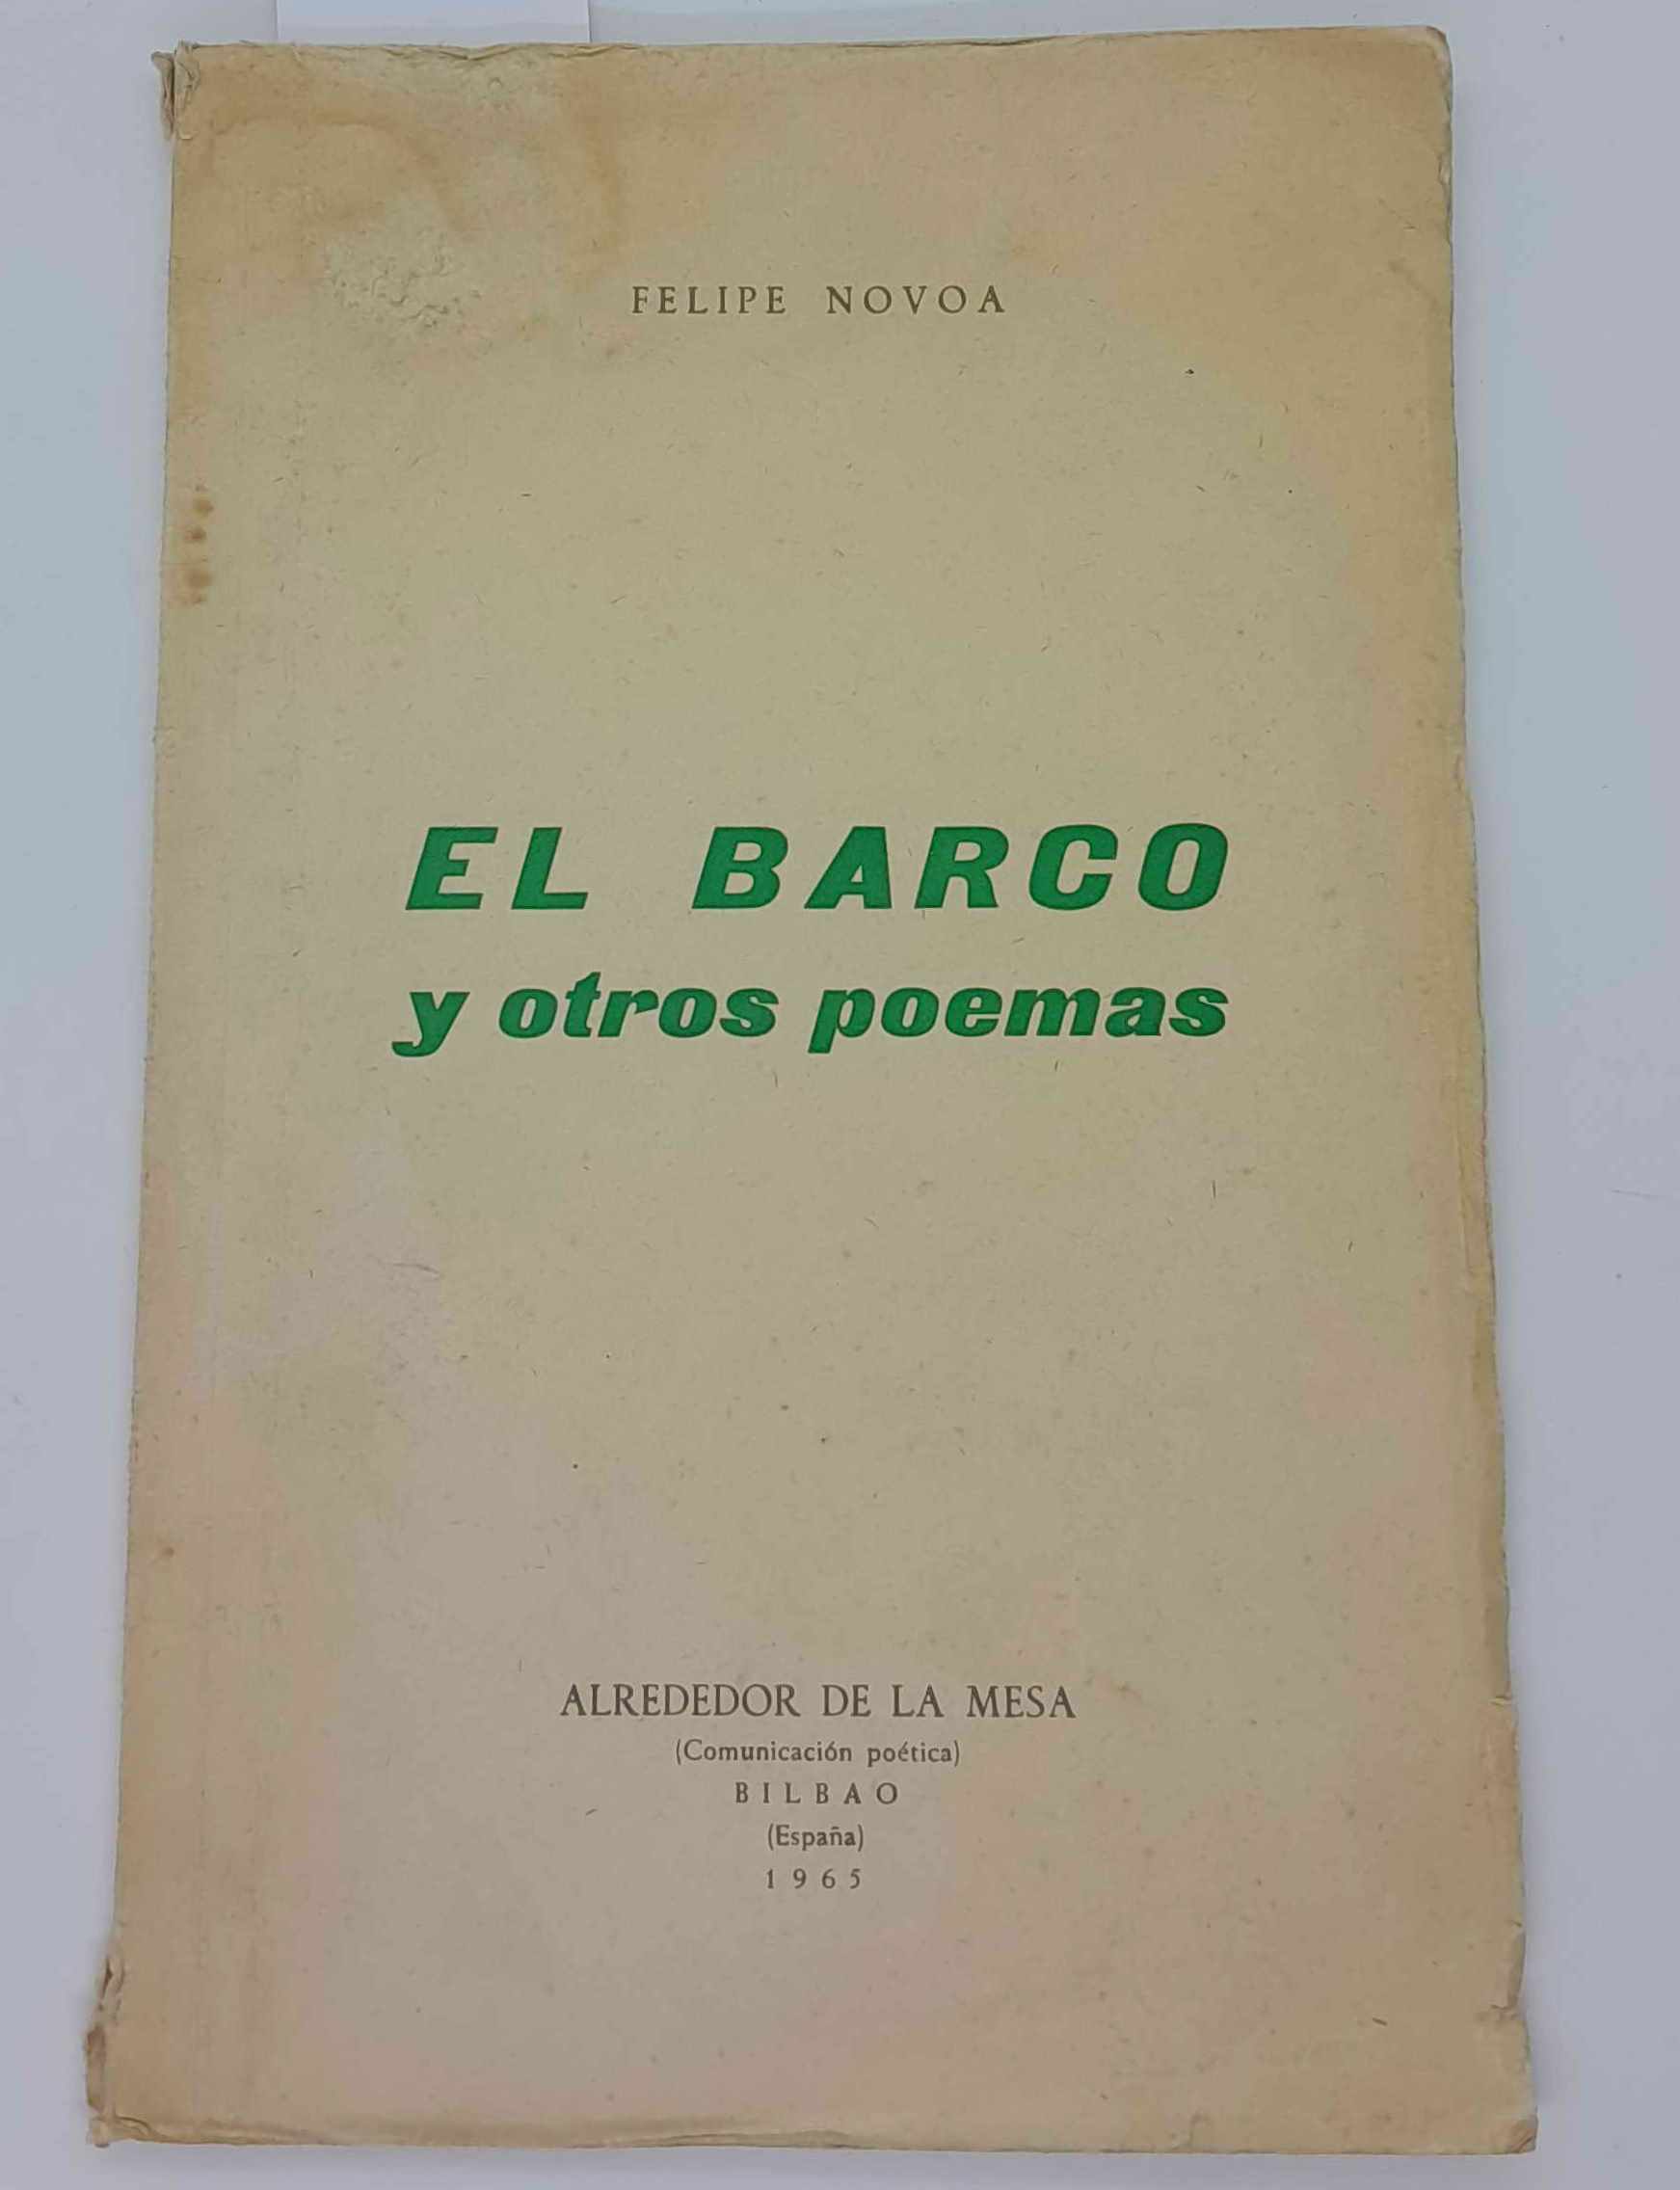 FELIPE NOVOA
EL BARCO
y otros poemas
ALREDEDOR DE LA MESA
(Comunicación poética)
BILBAO
(España)
1965